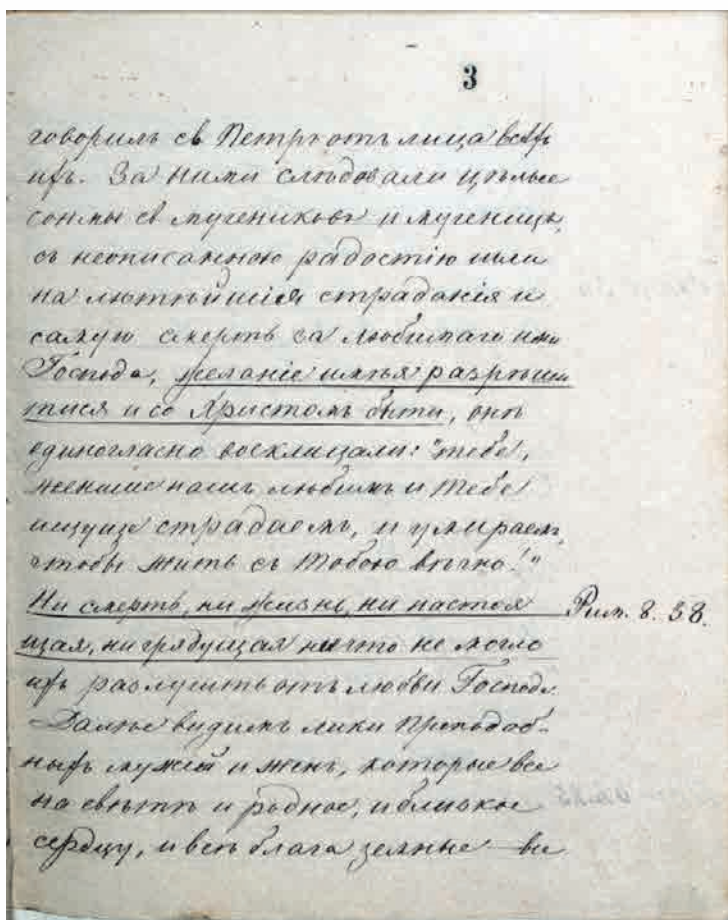 3
говорилъ св Петръ отъ лица всѣхъ
ихъ. За ними слѣдовали цѣлые
сонмы св мучениковъ и мученицъ,
съ неописанною радостію шли
на лютѣйшія страданія и
самую смерть за любимаго ими
Господа, желаніе имѣя разрѣши
тися и со Христомъ быти, онѣ
единогласно восклицали: "тебе,
женише нашъ любимъ и Тебе
ищуще страдаемъ, и умираемъ,
чтобы жить съ Тобою вѣчно!"
Ни смерть, ни жизнь, ни настоя Рим. 8. 38.
щая, ни грядущая ничто не могло
ихъ разлучить отъ любви Господа.
Далѣе видимъ лики Преподоб-
ныхъ мужей и женъ, которые все
на свѣтѣ и родное, и близкое
сердцу, и всѣ блага земные